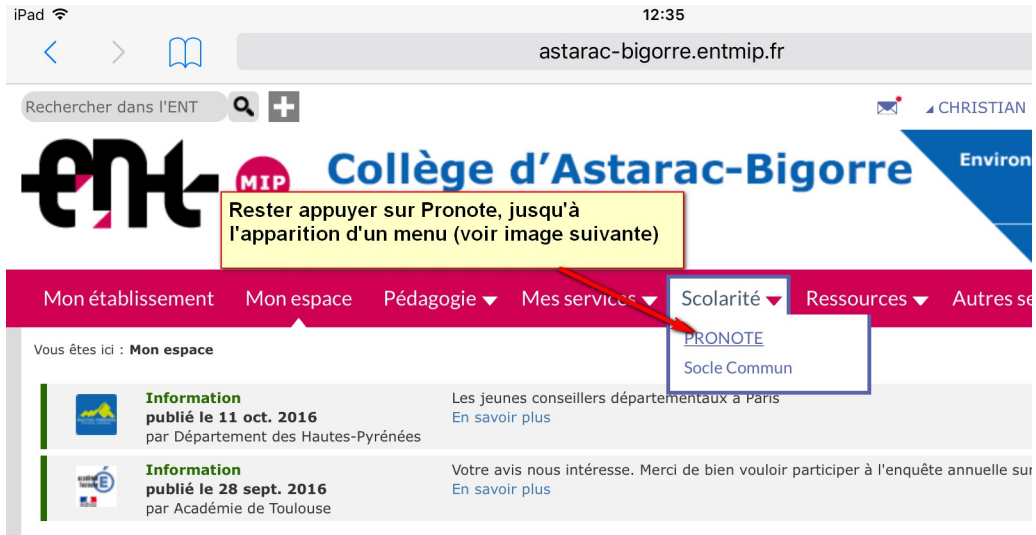 iPad 12:35
astarac-bigorre.entmip.fr
Rechercher dans l'ENT
CHRISTIAN
ent MIP
Collège d'Astarac-Bigorre
Environ
Rester appuyer sur Pronote, jusqu'à
l'apparition d'un menu (voir image suivante)
Mon établissement Mon espace Pédagogie Mes services Scolarité Ressources Autres se
PRONOTE
Socle Commun
Vous êtes ici : Mon espace
Information
publié le 11 oct. 2016
par Département des Hautes-Pyrénées
Les jeunes conseillers départementaux à Paris
En savoir plus
Information
publié le 28 sept. 2016
par Académie de Toulouse
Votre avis nous intéresse. Merci de bien vouloir participer à l'enquête annuelle sur
En savoir plus